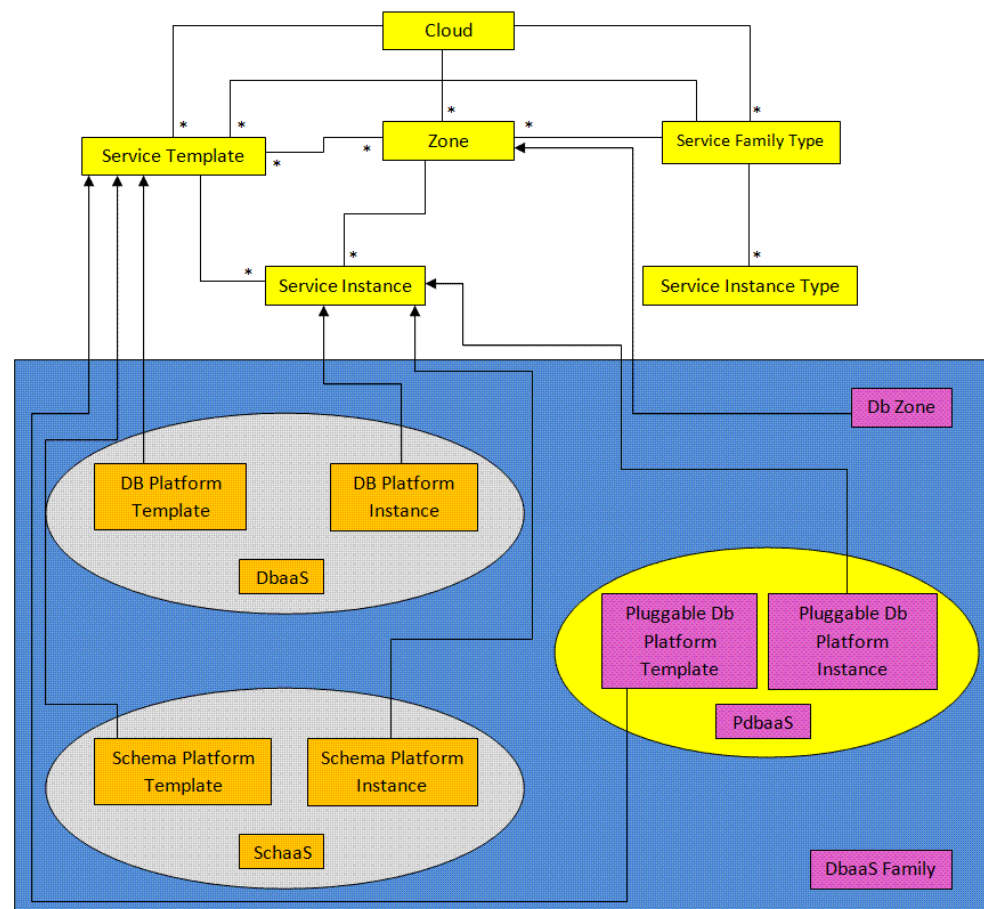 Cloud
*
*
*
*
*
Service Template
*
*
Zone
*
Service Family Type
*
*
*
Service Instance
Service Instance Type
Db Zone
DB Platform
Template
DB Platform
Instance
DbaaS
Pluggable Db
Platform
Template
Pluggable Db
Platform
Instance
PdbaaS
Schema Platform
Template
Schema Platform
Instance
SchaaS
DbaaS Family